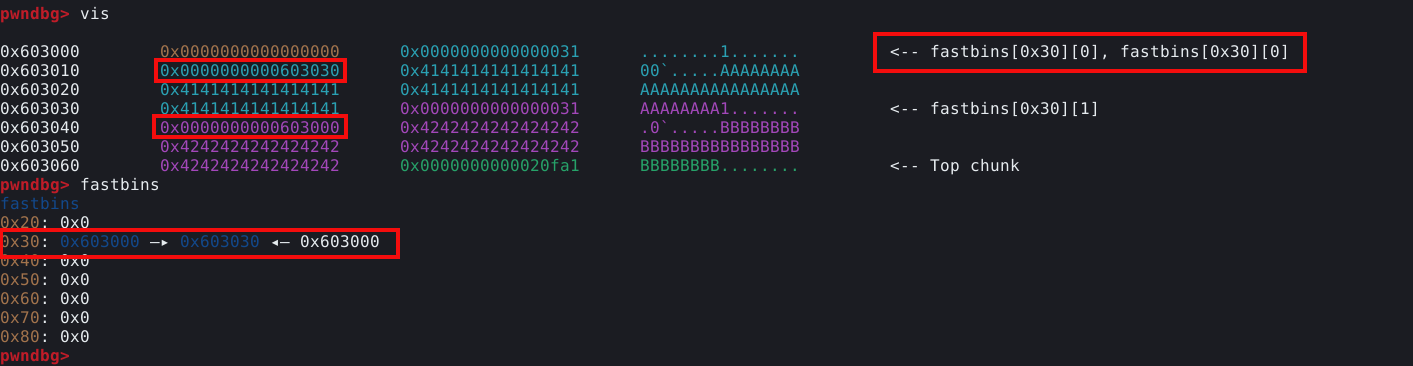 pwndbg> vis
0x603000 0x0000000000000000 0x0000000000000031 ........1....... <-- fastbins[0x30][0], fastbins[0x30][0]
0x603010 0x0000000000603030 0x4141414141414141 00`.....AAAAAAAA
0x603020 0x4141414141414141 0x4141414141414141 AAAAAAAAAAAAAAAA
0x603030 0x4141414141414141 0x0000000000000031 AAAAAAAA1....... <-- fastbins[0x30][1]
0x603040 0x0000000000603000 0x4242424242424242 .0`.....BBBBBBBB
0x603050 0x4242424242424242 0x4242424242424242 BBBBBBBBBBBBBBBB
0x603060 0x4242424242424242 0x0000000000020fa1 BBBBBBBB........ <-- Top chunk
pwndbg> fastbins
fastbins
0x20: 0x0
0x30: 0x603000 —▸ 0x603030 ◂— 0x603000
0x40: 0x0
0x50: 0x0
0x60: 0x0
0x70: 0x0
0x80: 0x0
pwndbg>